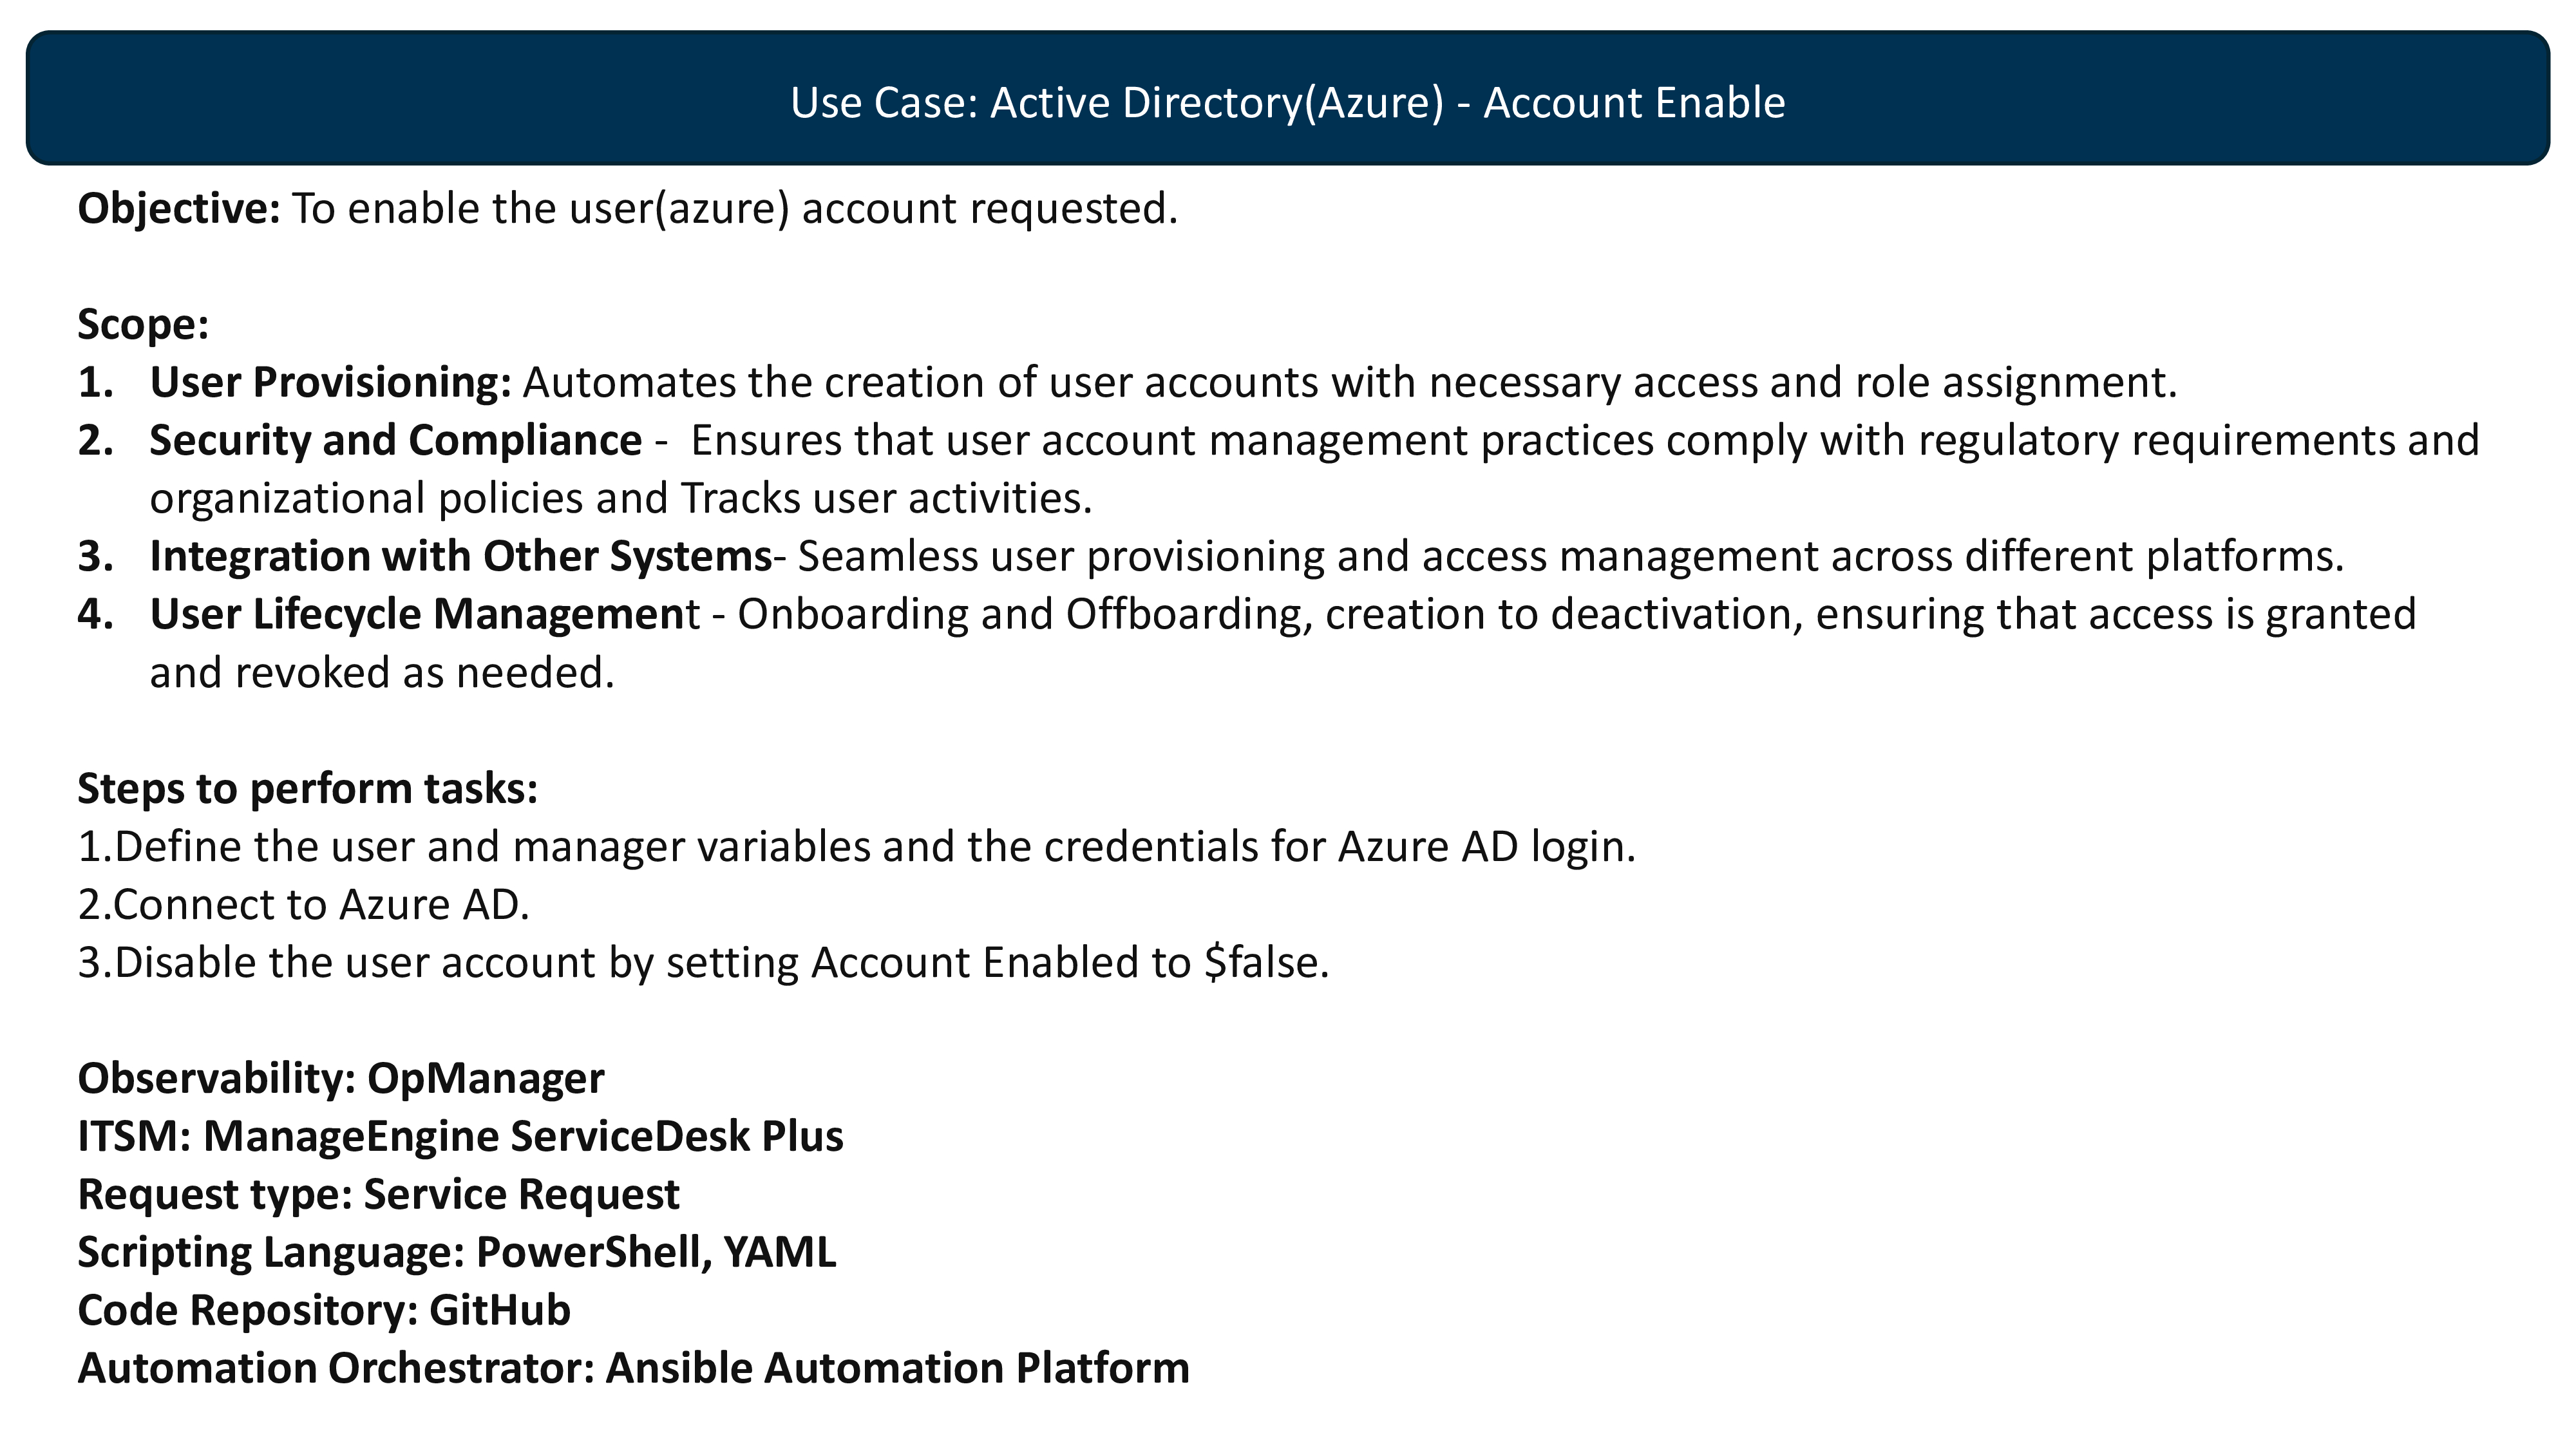 Use Case: Active Directory(Azure) - Account Enable
Objective: To enable the user(azure) account requested.
Scope:
1. User Provisioning: Automates the creation of user accounts with necessary access and role assignment.
2. Security and Compliance -  Ensures that user account management practices comply with regulatory requirements and
organizational policies and Tracks user activities.
3. Integration with Other Systems- Seamless user provisioning and access management across different platforms.
4. User Lifecycle Management - Onboarding and Offboarding, creation to deactivation, ensuring that access is granted
and revoked as needed.
Steps to perform tasks:
1.Define the user and manager variables and the credentials for Azure AD login.
2.Connect to Azure AD.
3.Disable the user account by setting Account Enabled to $false.
Observability: OpManager
ITSM: ManageEngine ServiceDesk Plus
Request type: Service Request
Scripting Language: PowerShell, YAML
Code Repository: GitHub
Automation Orchestrator: Ansible Automation Platform